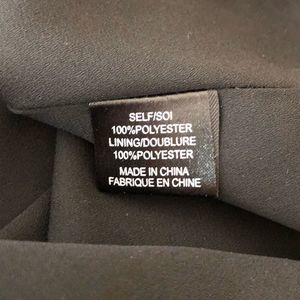 SELF/SOI
100%POLYESTER
LINING/DOUBLURE
100%POLYESTER
MADE IN CHINA
FABRIQUE EN CHINE